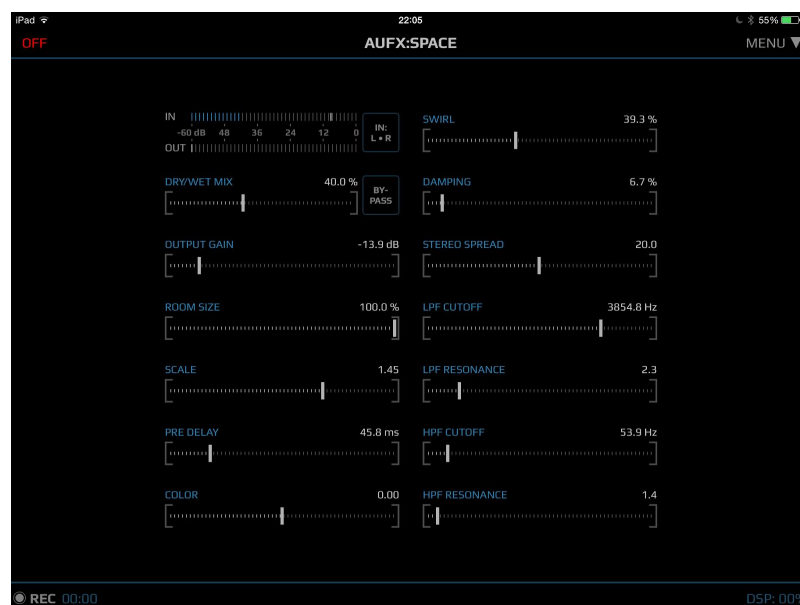 iPad 22:05 55%
OFF AUFX:SPACE MENU ▼
IN
-60 dB 48 36 24 12 0
OUT
IN:
L • R
DRY/WET MIX 40.0 %
BY-
PASS
OUTPUT GAIN -13.9 dB
ROOM SIZE 100.0 %
SCALE 1.45
PRE DELAY 45.8 ms
COLOR 0.00
SWIRL 39.3 %
DAMPING 6.7 %
STEREO SPREAD 20.0
LPF CUTOFF 3854.8 Hz
LPF RESONANCE 2.3
HPF CUTOFF 53.9 Hz
HPF RESONANCE 1.4
REC 00:00 DSP: 00%